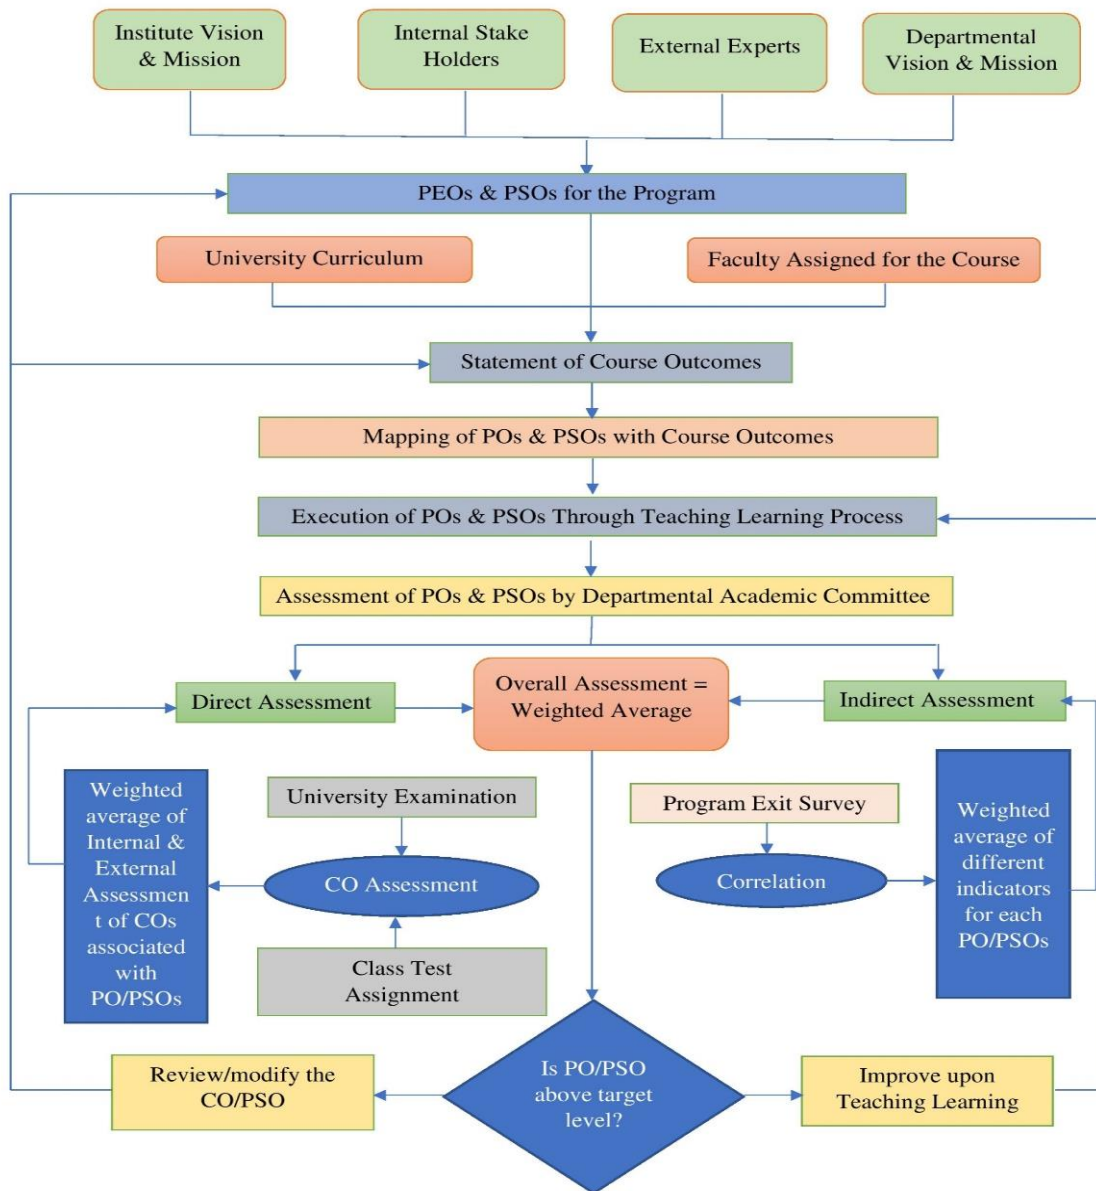 Institute Vision
& Mission
Internal Stake
Holders
External Experts
Departmental
Vision & Mission
PEOs & PSOs for the Program
University Curriculum
Faculty Assigned for the Course
Statement of Course Outcomes
Mapping of POs & PSOs with Course Outcomes
Execution of POs & PSOs Through Teaching Learning Process
Assessment of POs & PSOs by Departmental Academic Committee
Direct Assessment
Overall Assessment =
Weighted Average
Indirect Assessment
Weighted
average of
Internal &
External
Assessmen
t of COs
associated
with
PO/PSOs
University Examination
CO Assessment
Class Test
Assignment
Program Exit Survey
Correlation
Weighted
average of
different
indicators
for each
PO/PSOs
Review/modify the
CO/PSO
Is PO/PSO
above target
level?
Improve upon
Teaching Learning